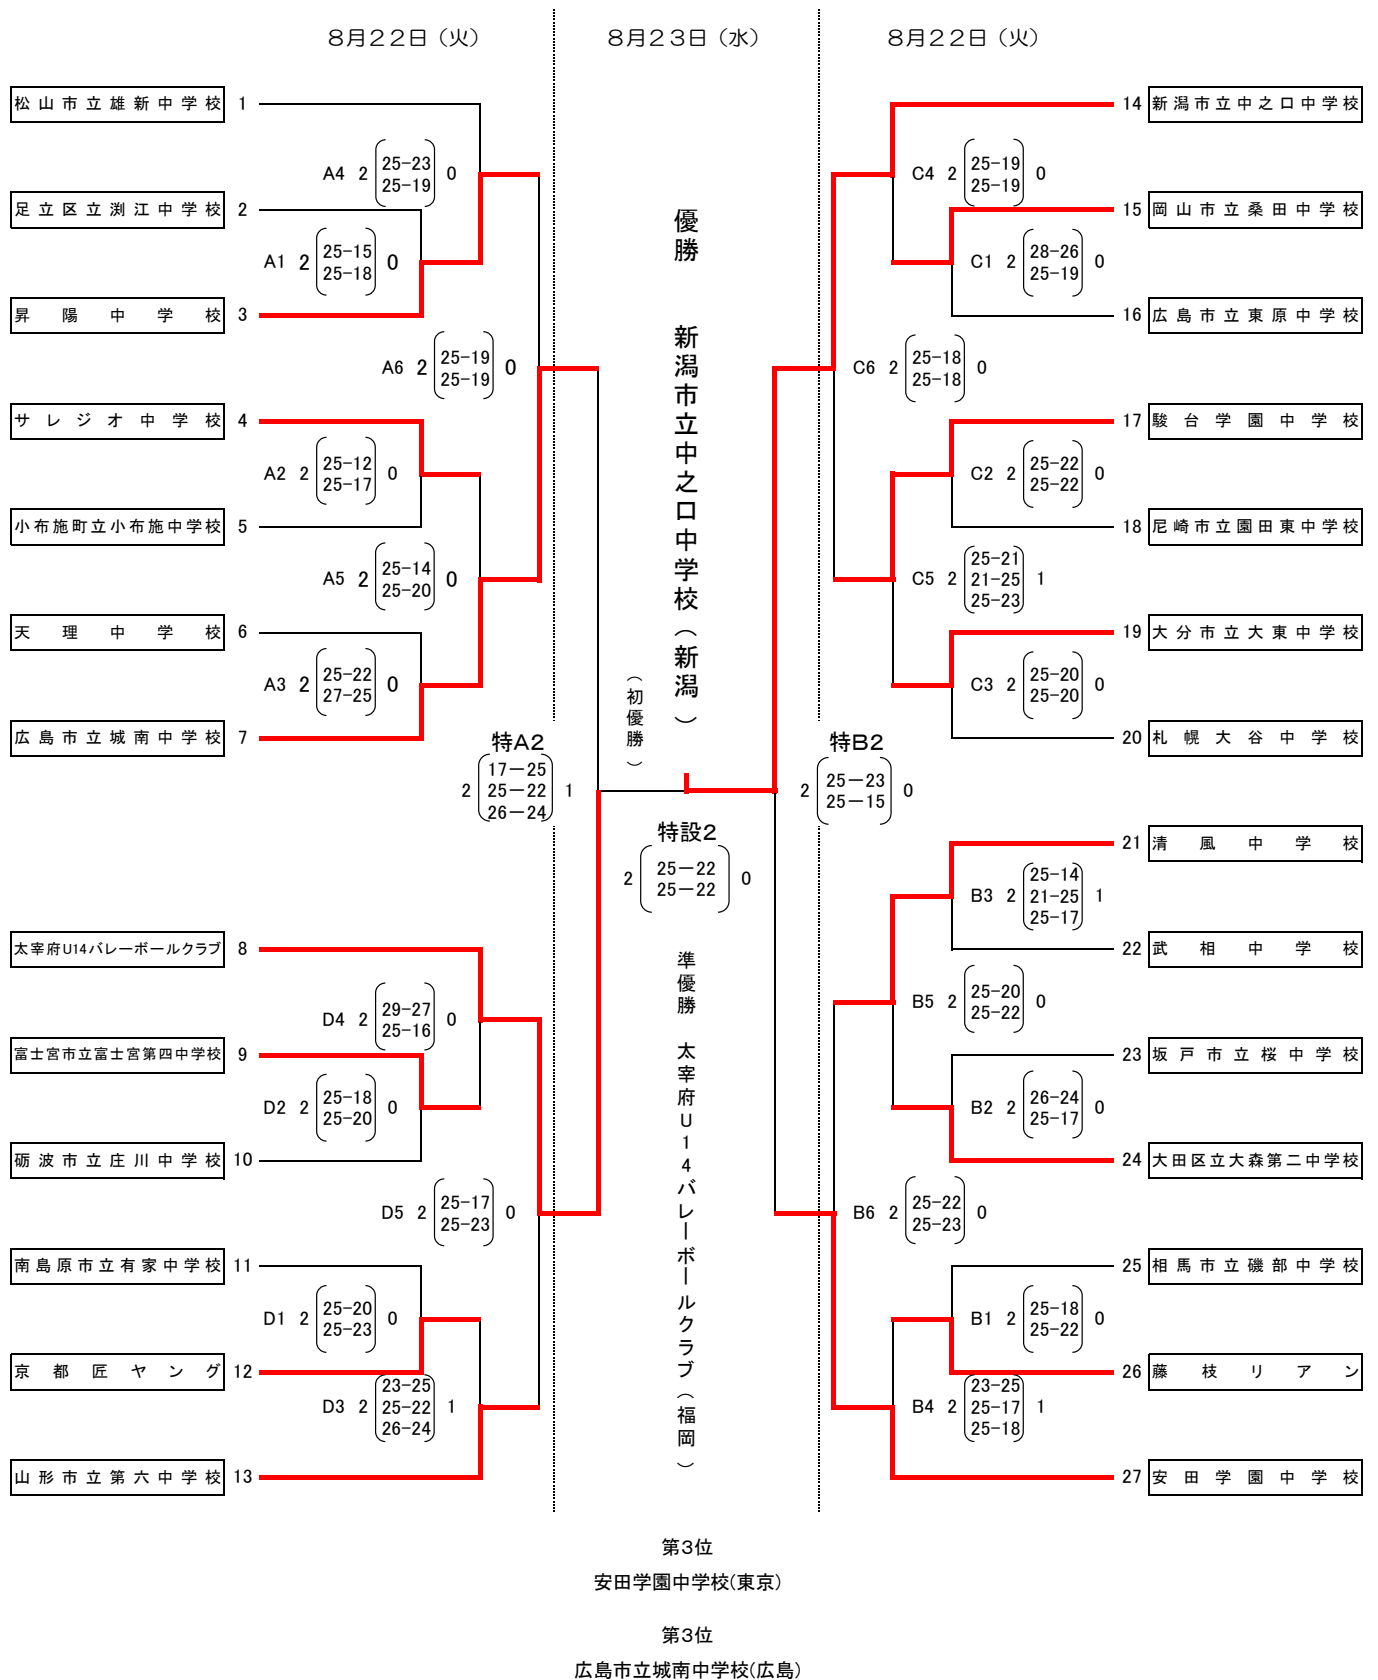 ８月２２日（火）
８月２３日（水）
８月２２日（火）
松山市立雄新中学校 1
A4 2 25-23 0
25-19
足立区立渕江中学校 2
A1 2 25-15 0
25-18
昇陽中学校 3
A6 2 25-19 0
25-19
サレジオ中学校 4
A2 2 25-12 0
25-17
小布施町立小布施中学校 5
A5 2 25-14 0
25-20
天理中学校 6
A3 2 25-22 0
27-25
広島市立城南中学校 7
特A2
17－25
2 25－22 1
26－24
太宰府U14バレーボールクラブ 8
D4 2 29-27 0
25-16
富士宮市立富士宮第四中学校 9
D2 2 25-18 0
25-20
砺波市立庄川中学校 10
D5 2 25-17 0
25-23
南島原市立有家中学校 11
D1 2 25-20 0
25-23
京都匠ヤング 12
23-25
D3 2 25-22 1
26-24
山形市立第六中学校 13
優勝 新潟市立中之口中学校（新潟）
（初優勝）
特設2
2 25－22 0
25－22
準優勝 太宰府U14バレーボールクラブ（福岡）
14 新潟市立中之口中学校
C4 2 25-19 0
25-19
15 岡山市立桑田中学校
C1 2 28-26 0
25-19
16 広島市立東原中学校
C6 2 25-18 0
25-18
17 駿台学園中学校
C2 2 25-22 0
25-22
18 尼崎市立園田東中学校
25-21
C5 2 21-25 1
25-23
19 大分市立大東中学校
C3 2 25-20 0
25-20
20 札幌大谷中学校
特B2
2 25－23 0
25－15
21 清風中学校
25-14
B3 2 21-25 1
25-17
22 武相中学校
B5 2 25-20 0
25-22
23 坂戸市立桜中学校
B2 2 26-24 0
25-17
24 大田区立大森第二中学校
B6 2 25-22 0
25-23
25 相馬市立磯部中学校
B1 2 25-18 0
25-22
26 藤枝リアン
23-25
B4 2 25-17 1
25-18
27 安田学園中学校
第3位
安田学園中学校(東京)
第3位
広島市立城南中学校(広島)